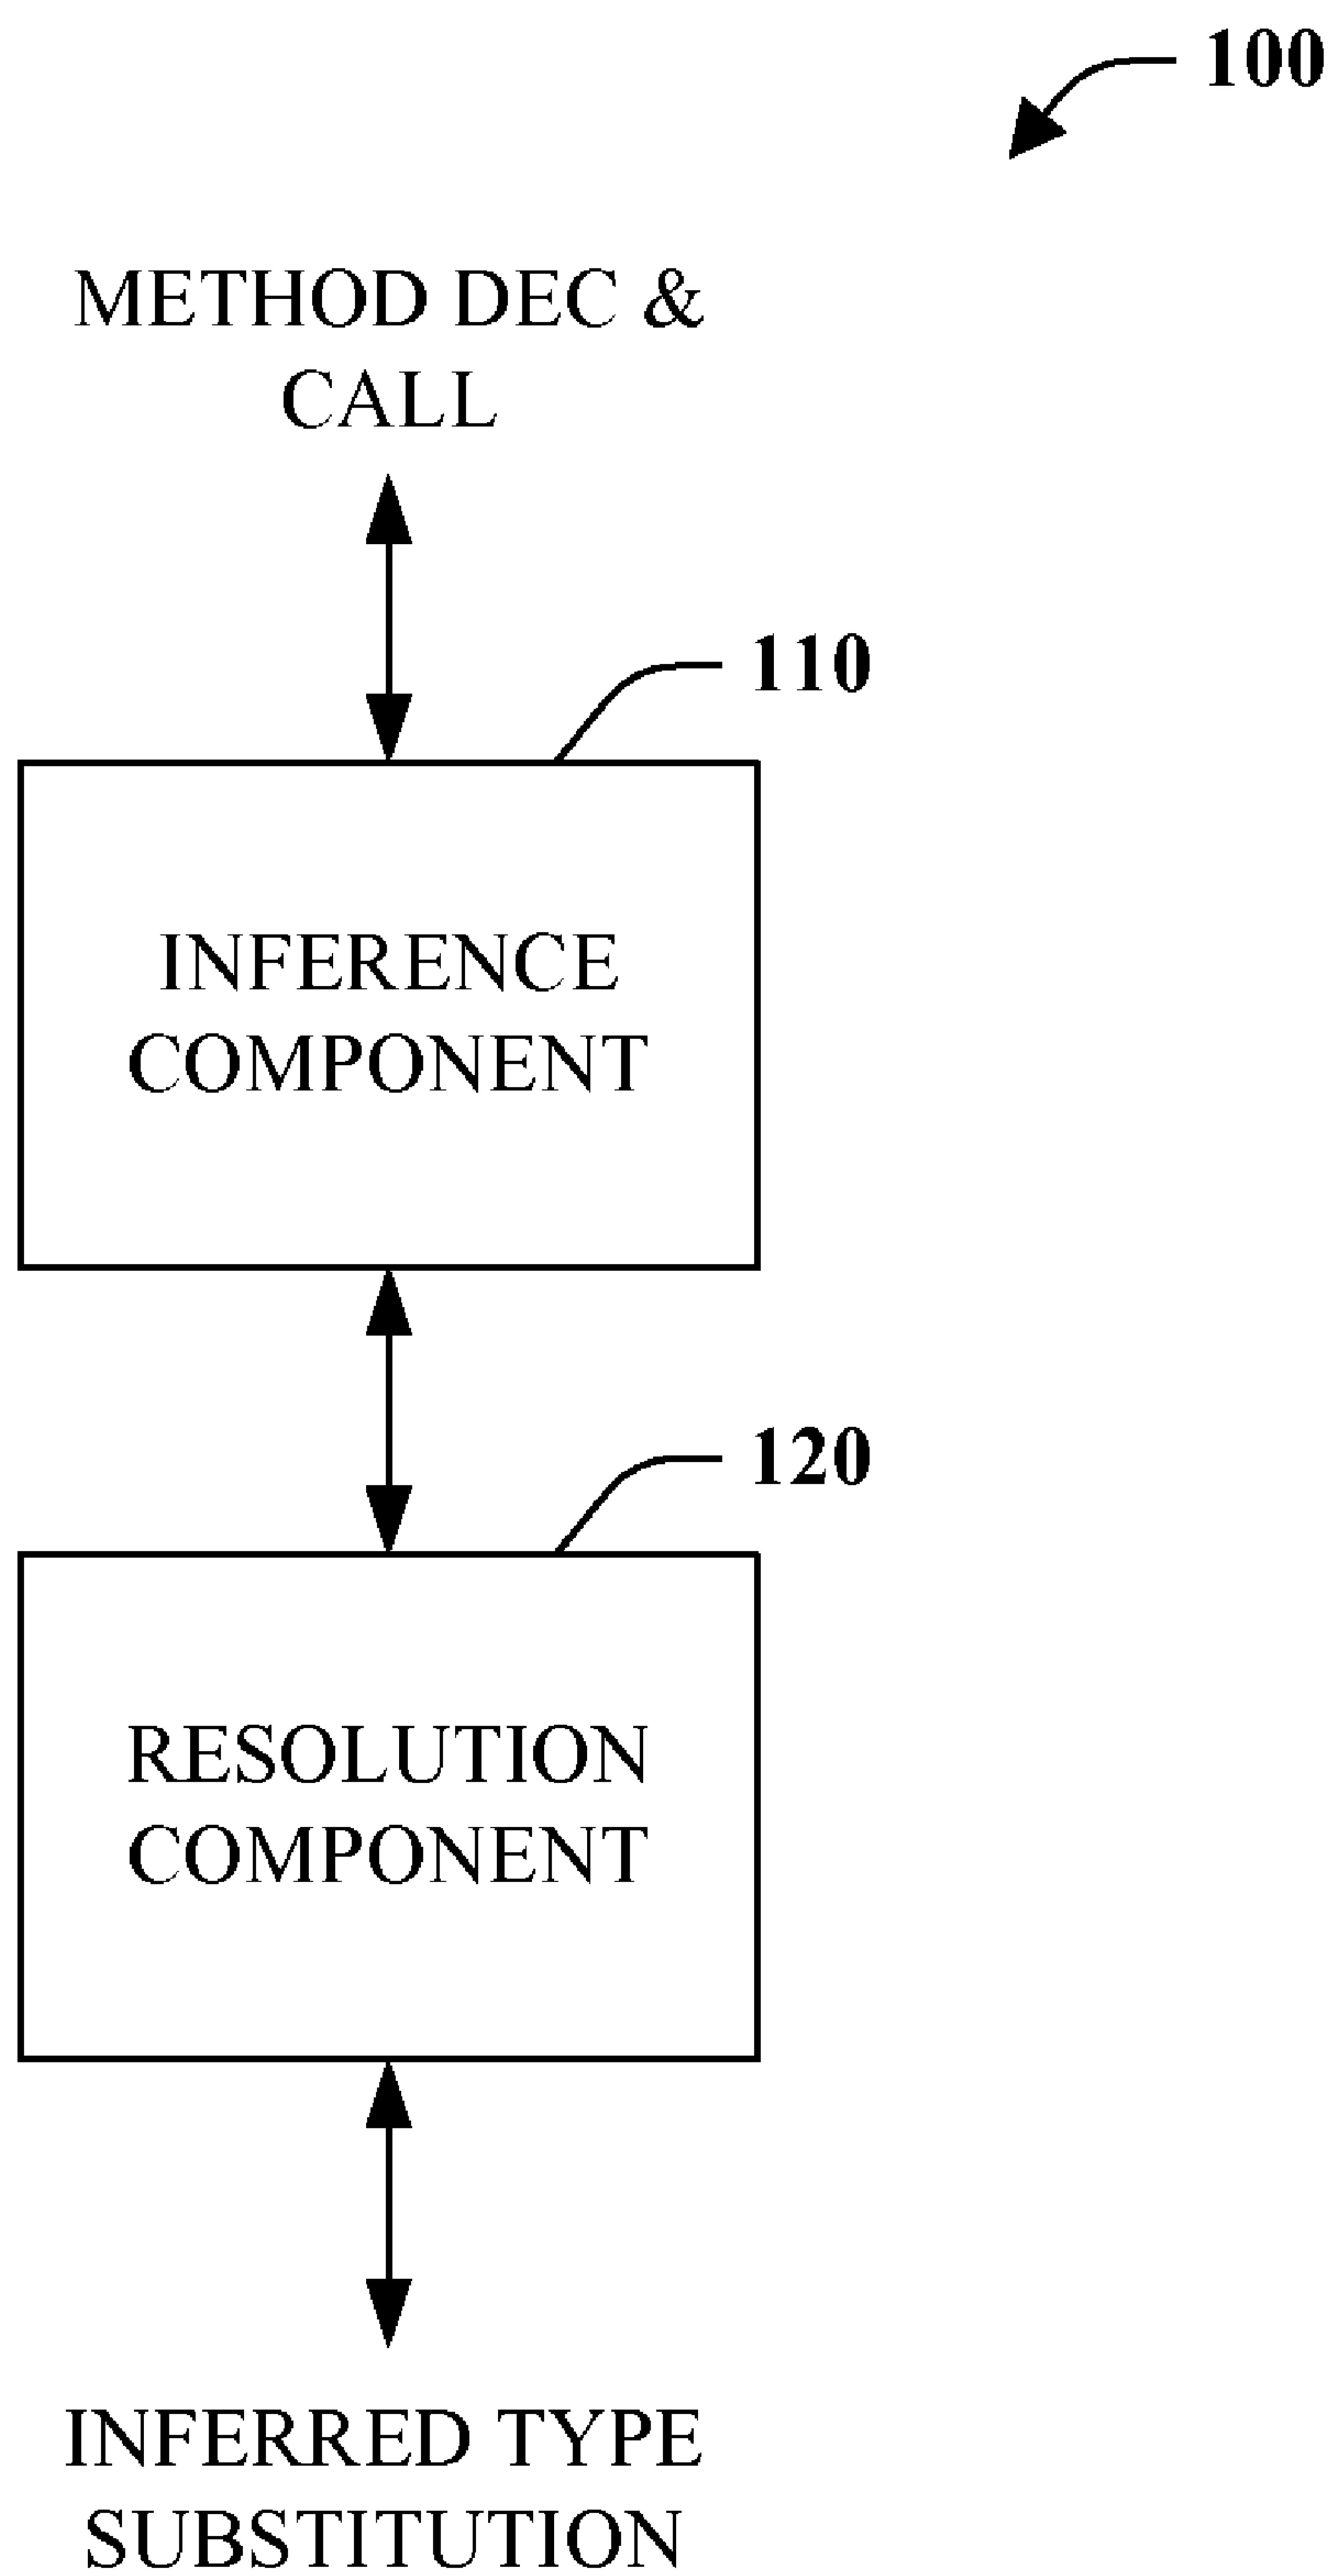 100
METHOD DEC &
CALL
110
INFERENCE
COMPONENT
120
RESOLUTION
COMPONENT
INFERRED TYPE
SUBSTITUTION